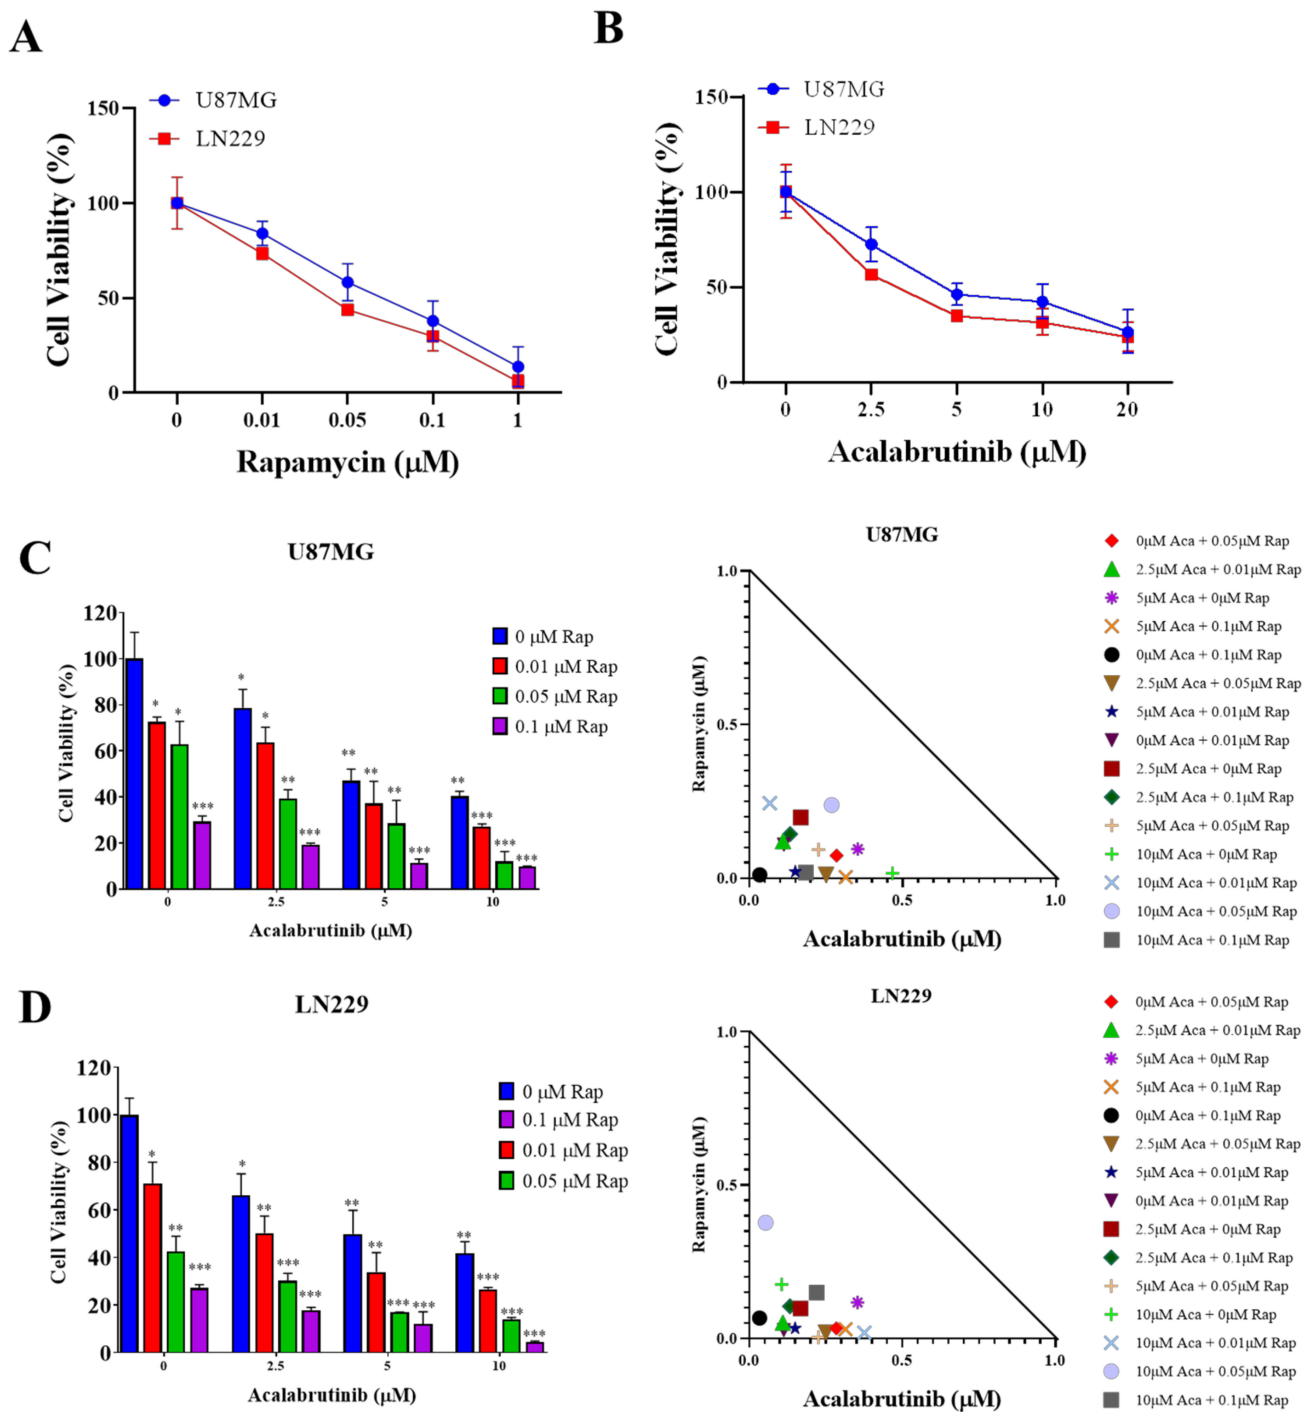 A
150
U87MG
LN229
100
50
0
Cell Viability (%)
0 0.01 0.05 0.1 1
Rapamycin (μM)
B
150
U87MG
LN229
100
50
0
Cell Viability (%)
0 2.5 5 10 20
Acalabrutinib (μM)
C
U87MG
120
100
80
60
40
20
0
Cell Viability (%)
0 μM Rap
0.01 μM Rap
0.05 μM Rap
0.1 μM Rap
* * ***
* * ** ***
** ** ** ***
** *** *** ***
0 2.5 5 10
Acalabrutinib (μM)
U87MG
1.0
0.5
0.0
Rapamycin (μM)
0.0 0.5 1.0
Acalabrutinib (μM)
0μM Aca + 0.05μM Rap
2.5μM Aca + 0.01μM Rap
5μM Aca + 0μM Rap
5μM Aca + 0.1μM Rap
0μM Aca + 0.1μM Rap
2.5μM Aca + 0.05μM Rap
5μM Aca + 0.01μM Rap
0μM Aca + 0.01μM Rap
2.5μM Aca + 0μM Rap
2.5μM Aca + 0.1μM Rap
5μM Aca + 0.05μM Rap
10μM Aca + 0μM Rap
10μM Aca + 0.01μM Rap
10μM Aca + 0.05μM Rap
10μM Aca + 0.1μM Rap
D
LN229
120
100
80
60
40
20
0
Cell Viability (%)
0 μM Rap
0.1 μM Rap
0.01 μM Rap
0.05 μM Rap
* ** ***
* ** *** ***
** ** *** ***
** *** *** ***
0 2.5 5 10
Acalabrutinib (μM)
LN229
1.0
0.5
0.0
Rapamycin (μM)
0.0 0.5 1.0
Acalabrutinib (μM)
0μM Aca + 0.05μM Rap
2.5μM Aca + 0.01μM Rap
5μM Aca + 0μM Rap
5μM Aca + 0.1μM Rap
0μM Aca + 0.1μM Rap
2.5μM Aca + 0.05μM Rap
5μM Aca + 0.01μM Rap
0μM Aca + 0.01μM Rap
2.5μM Aca + 0μM Rap
2.5μM Aca + 0.1μM Rap
5μM Aca + 0.05μM Rap
10μM Aca + 0μM Rap
10μM Aca + 0.01μM Rap
10μM Aca + 0.05μM Rap
10μM Aca + 0.1μM Rap